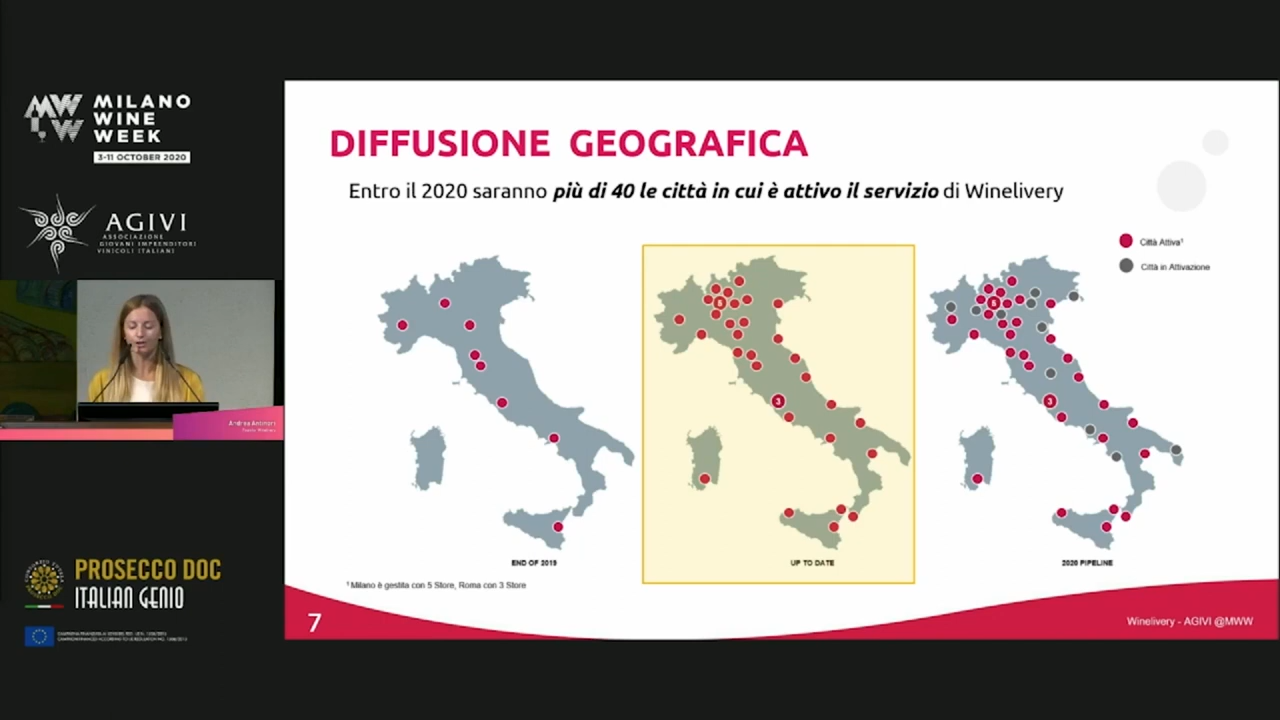 MILANO
WINE
WEEK
3-11 OCTOBER 2020
AGIVI
ASSOCIAZIONE
GIOVANI IMPRENDITORI
VINICOLI ITALIANI
PROSECCO DOC
ITALIAN GENIO
DIFFUSIONE GEOGRAFICA
Entro il 2020 saranno più di 40 le città in cui è attivo il servizio di Winelivery
Città Attiva¹
Città in Attivazione
3
3
END OF 2019
UP TO DATE
2020 PIPELINE
¹ Milano è gestita con 5 Store, Roma con 3 Store
7
Winelivery - AGIVI @MWW